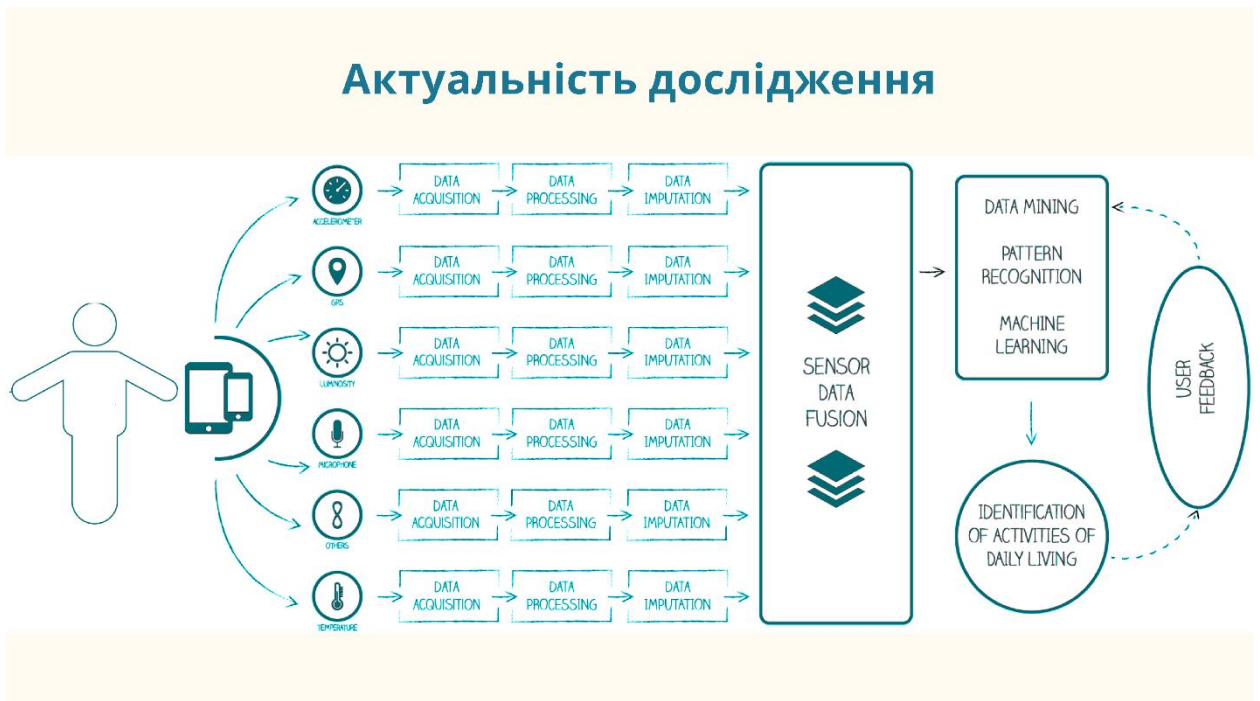 Актуальність дослідження
ACCELEROMETER
DATA
ACQUISITION
DATA
PROCESSING
DATA
IMPUTATION
GPS
DATA
ACQUISITION
DATA
PROCESSING
DATA
IMPUTATION
LUMINOSITY
DATA
ACQUISITION
DATA
PROCESSING
DATA
IMPUTATION
MICROPHONE
DATA
ACQUISITION
DATA
PROCESSING
DATA
IMPUTATION
OTHERS
DATA
ACQUISITION
DATA
PROCESSING
DATA
IMPUTATION
TEMPERATURE
DATA
ACQUISITION
DATA
PROCESSING
DATA
IMPUTATION
SENSOR
DATA
FUSION
DATA MINING
PATTERN
RECOGNITION
MACHINE
LEARNING
IDENTIFICATION
OF ACTIVITIES OF
DAILY LIVING
USER
FEEDBACK